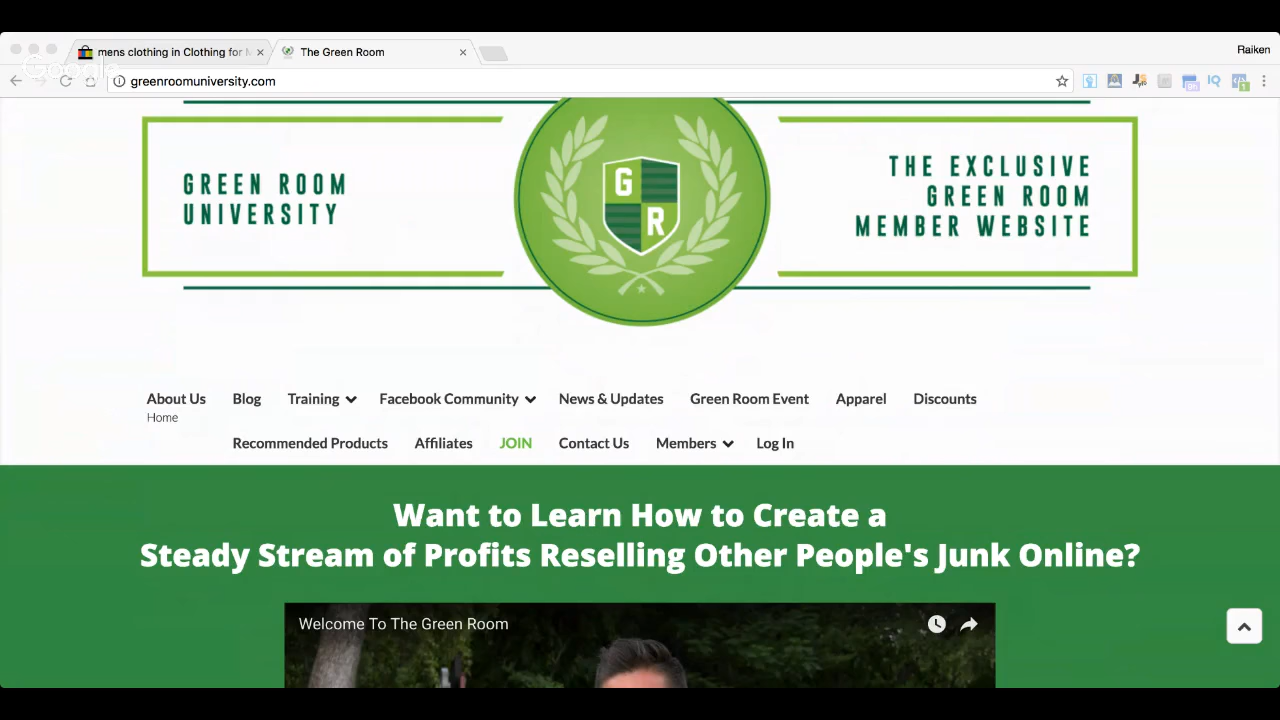 mens clothing in Clothing for M
The Green Room
Raiken
Google
greenroomuniversity.com
GREEN ROOM
UNIVERSITY
G
R
THE EXCLUSIVE
GREEN ROOM
MEMBER WEBSITE
About Us Blog Training Facebook Community News & Updates Green Room Event Apparel Discounts
Home
Recommended Products Affiliates JOIN Contact Us Members Log In
Want to Learn How to Create a
Steady Stream of Profits Reselling Other People's Junk Online?
Welcome To The Green Room